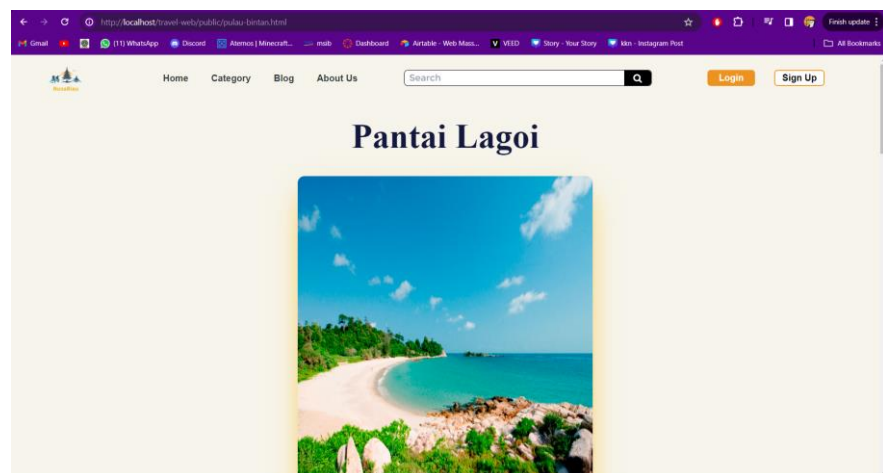 http://localhost/travel-web/public/pulau-bintan.html
Finish update
Gmail (11) WhatsApp Discord Aternos | Minecraft... msib Dashboard Airtable - Web Mass... VEED Story - Your Story kkn - Instagram Post All Bookmarks
Home Category Blog About Us Search Login Sign Up
Pantai Lagoi